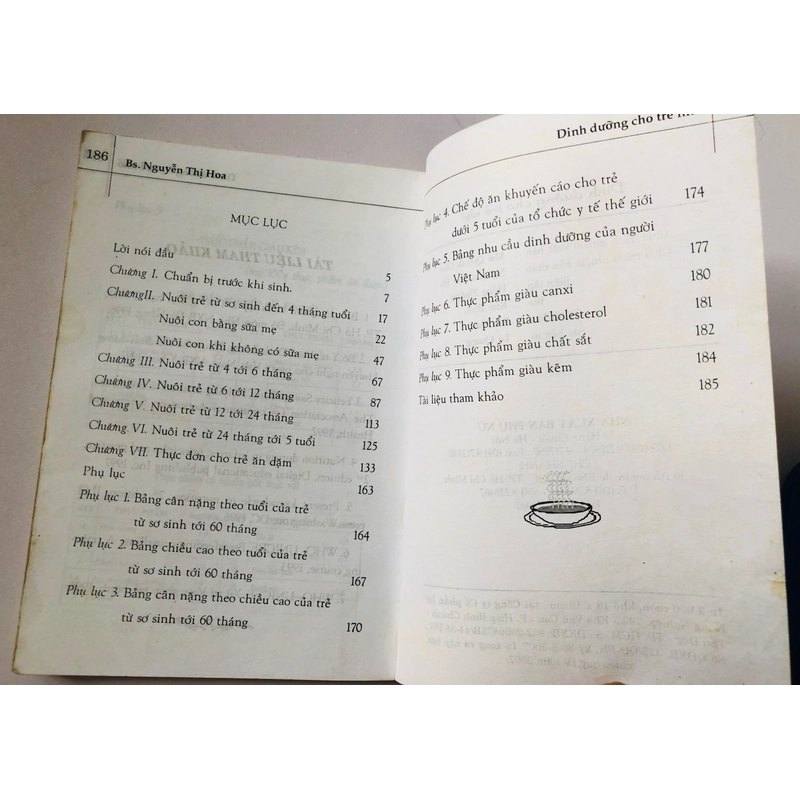 186
Bs. Nguyễn Thị Hoa
MỤC LỤC
Lời nói đầu 5
Chương I. Chuẩn bị trước khi sinh. 7
ChươngII. Nuôi trẻ từ sơ sinh đến 4 tháng tuổi 17
Nuôi con bằng sữa mẹ 22
Nuôi con khi không có sữa mẹ 47
Chương III. Nuôi trẻ từ 4 tới 6 tháng 67
Chương IV. Nuôi trẻ từ 6 tới 12 tháng 87
Chương V. Nuôi trẻ từ 12 tới 24 tháng 113
Chương VI. Nuôi trẻ từ 24 tháng tới 5 tuổi 125
Chương VII. Thực đơn cho trẻ ăn dặm 133
Phụ lục 163
Phụ lục 1. Bảng cân nặng theo tuổi của trẻ
từ sơ sinh tới 60 tháng 164
Phụ lục 2. Bảng chiều cao theo tuổi của trẻ
từ sơ sinh tới 60 tháng 167
Phụ lục 3. Bảng cân nặng theo chiều cao của trẻ
từ sơ sinh tới 60 tháng 170
Dinh dưỡng cho trẻ
Phụ lục 4. Chế độ ăn khuyến cáo cho trẻ
dưới 5 tuổi của tổ chức y tế thế giới 174
Phụ lục 5. Bảng nhu cầu dinh dưỡng của người
Việt Nam 177
Phụ lục 6. Thực phẩm giàu canxi 180
Phụ lục 7. Thực phẩm giàu cholesterol 181
Phụ lục 8. Thực phẩm giàu chất sắt 182
Phụ lục 9. Thực phẩm giàu kẽm 184
Tài liệu tham khảo 185